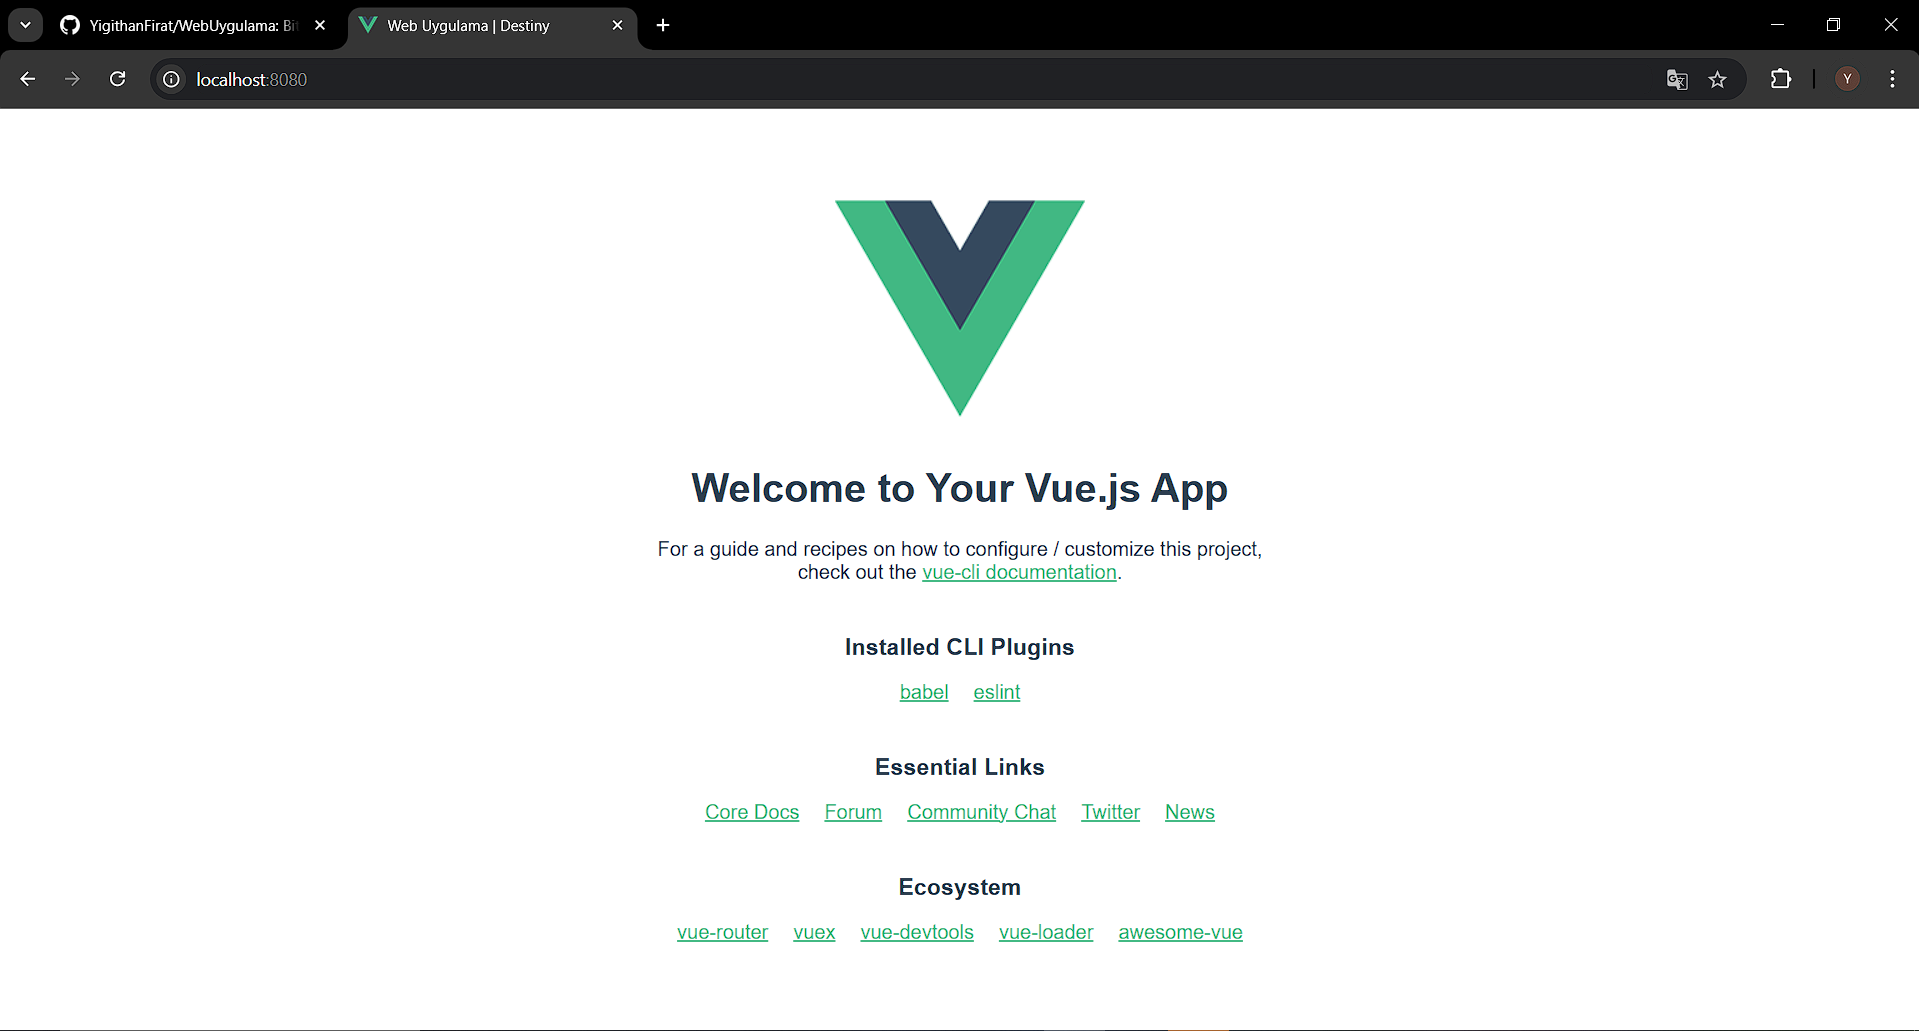 YigithanFirat/WebUygulama: Bi
Web Uygulama | Destiny
localhost:8080
Y
Welcome to Your Vue.js App
For a guide and recipes on how to configure / customize this project,
check out the vue-cli documentation.
Installed CLI Plugins
babel eslint
Essential Links
Core Docs Forum Community Chat Twitter News
Ecosystem
vue-router vuex vue-devtools vue-loader awesome-vue